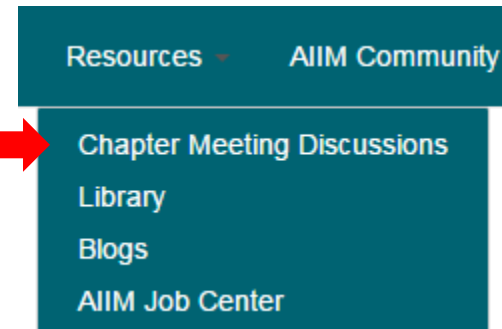 Resources AIIM Community
Chapter Meeting Discussions
Library
Blogs
AIIM Job Center